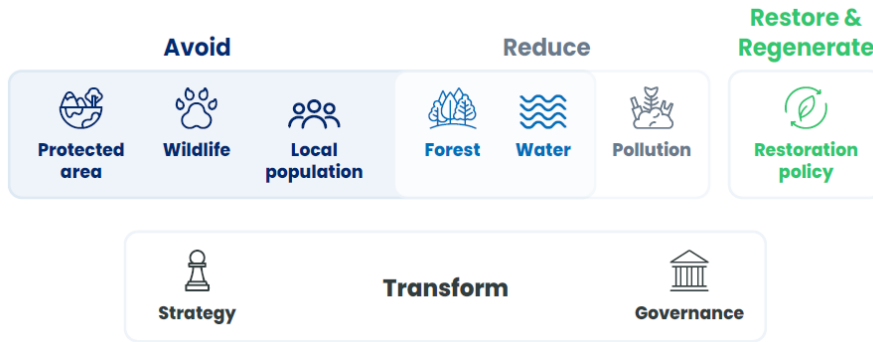 Avoid
Reduce
Restore &
Regenerate
Protected
area
Wildlife
Local
population
Forest
Water
Pollution
Restoration
policy
Strategy
Transform
Governance